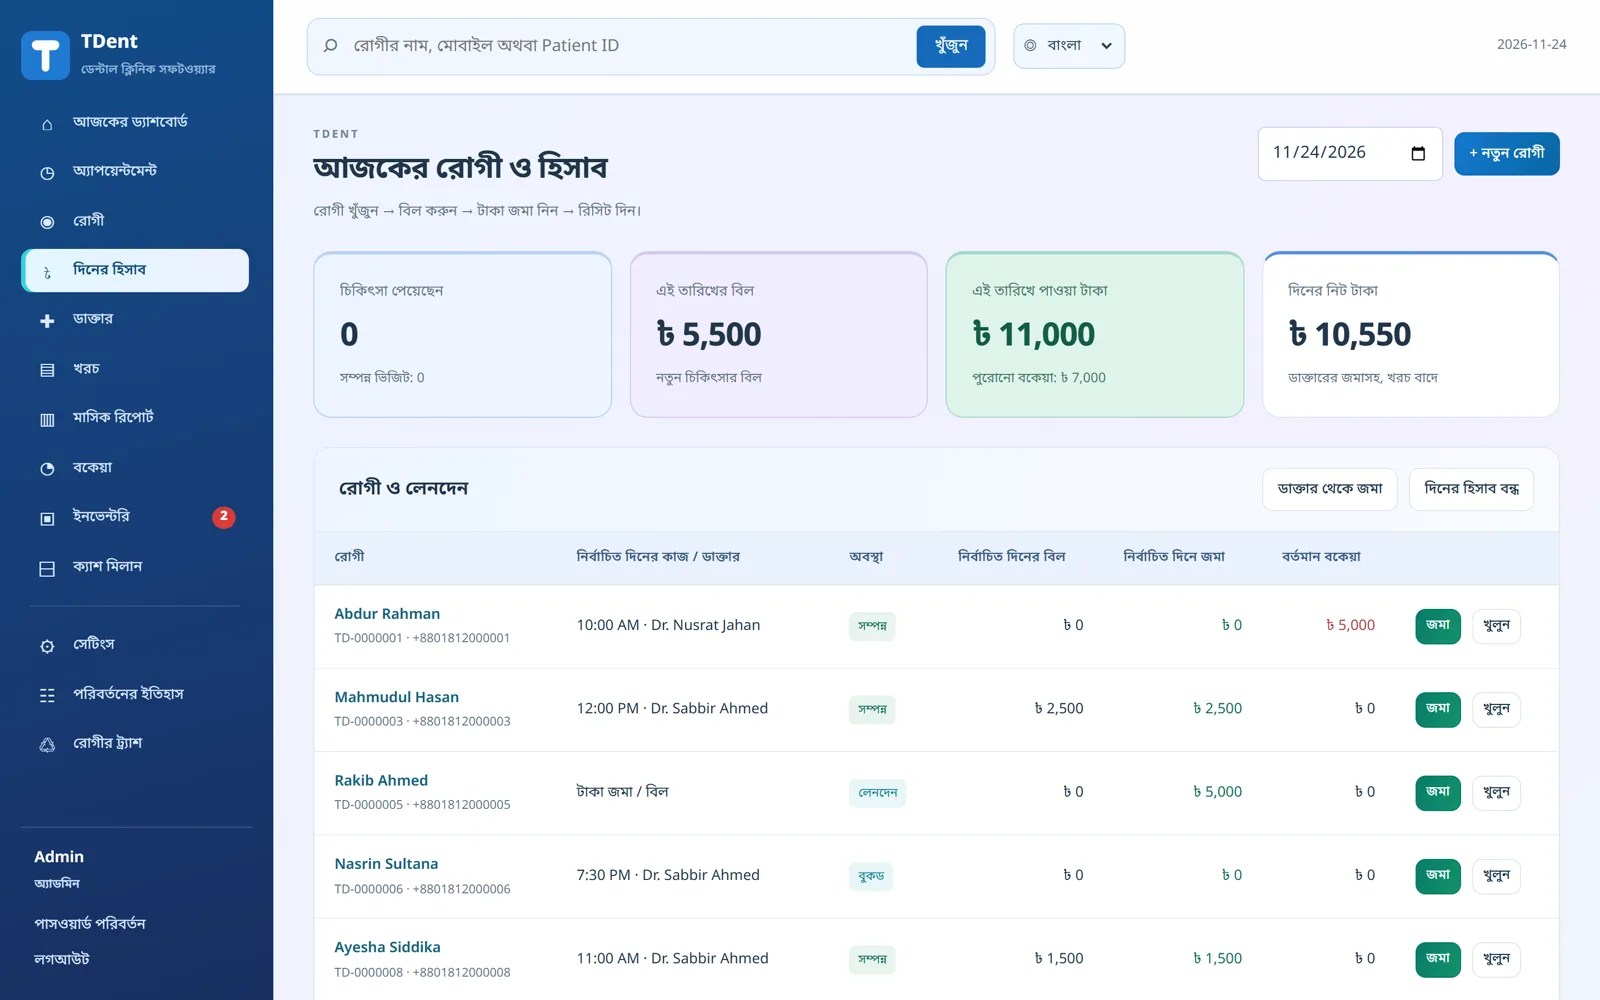 TDent
ডেন্টাল ক্লিনিক সফটওয়্যার
আজকের ড্যাশবোর্ড
অ্যাপয়েন্টমেন্ট
রোগী
৳ দিনের হিসাব
ডাক্তার
খরচ
মাসিক রিপোর্ট
বকেয়া
ইনভেন্টরি 2
ক্যাশ মিলান
সেটিংস
পরিবর্তনের ইতিহাস
রোগীর ট্র্যাশ
Admin
অ্যাডমিন
পাসওয়ার্ড পরিবর্তন
লগআউট
রোগীর নাম, মোবাইল অথবা Patient ID
খুঁজুন
বাংলা
2026-11-24
TDENT
আজকের রোগী ও হিসাব
রোগী খুঁজুন → বিল করুন → টাকা জমা নিন → রিসিট দিন।
11/24/2026
+ নতুন রোগী
চিকিৎসা পেয়েছেন
0
সম্পন্ন ভিজিট: 0
এই তারিখের বিল
৳ 5,500
নতুন চিকিৎসার বিল
এই তারিখে পাওয়া টাকা
৳ 11,000
পুরোনো বকেয়া: ৳ 7,000
দিনের নিট টাকা
৳ 10,550
ডাক্তারের জমাসহ, খরচ বাদে
রোগী ও লেনদেন
ডাক্তার থেকে জমা
দিনের হিসাব বন্ধ
রোগী নির্বাচিত দিনের কাজ / ডাক্তার অবস্থা নির্বাচিত দিনের বিল নির্বাচিত দিনে জমা বর্তমান বকেয়া
Abdur Rahman
TD-0000001 · +8801812000001
10:00 AM · Dr. Nusrat Jahan সম্পন্ন ৳ 0 ৳ 0 ৳ 5,000 জমা খুলুন
Mahmudul Hasan
TD-0000003 · +8801812000003
12:00 PM · Dr. Sabbir Ahmed সম্পন্ন ৳ 2,500 ৳ 2,500 ৳ 0 জমা খুলুন
Rakib Ahmed
TD-0000005 · +8801812000005
টাকা জমা / বিল লেনদেন ৳ 0 ৳ 5,000 ৳ 0 জমা খুলুন
Nasrin Sultana
TD-0000006 · +8801812000006
7:30 PM · Dr. Sabbir Ahmed বুকড ৳ 0 ৳ 0 ৳ 0 জমা খুলুন
Ayesha Siddika
TD-0000008 · +8801812000008
11:00 AM · Dr. Sabbir Ahmed সম্পন্ন ৳ 1,500 ৳ 1,500 ৳ 0 জমা খুলুন